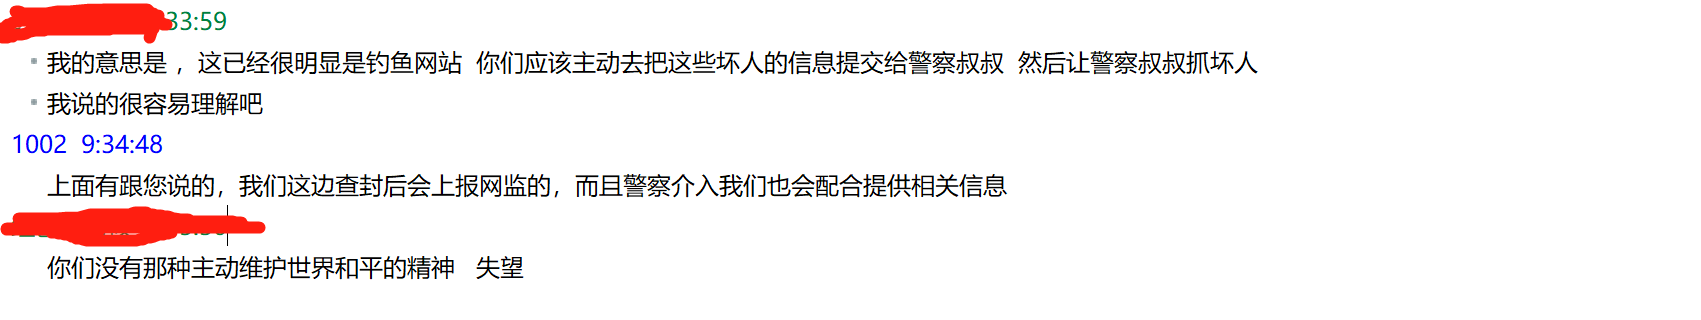 33:59
我的意思是 ，这已经很明显是钓鱼网站  你们应该主动去把这些坏人的信息提交给警察叔叔  然后让警察叔叔抓坏人
我说的很容易理解吧
1002  9:34:48
上面有跟您说的，我们这边查封后会上报网监的，而且警察介入我们也会配合提供相关信息
你们没有那种主动维护世界和平的精神   失望